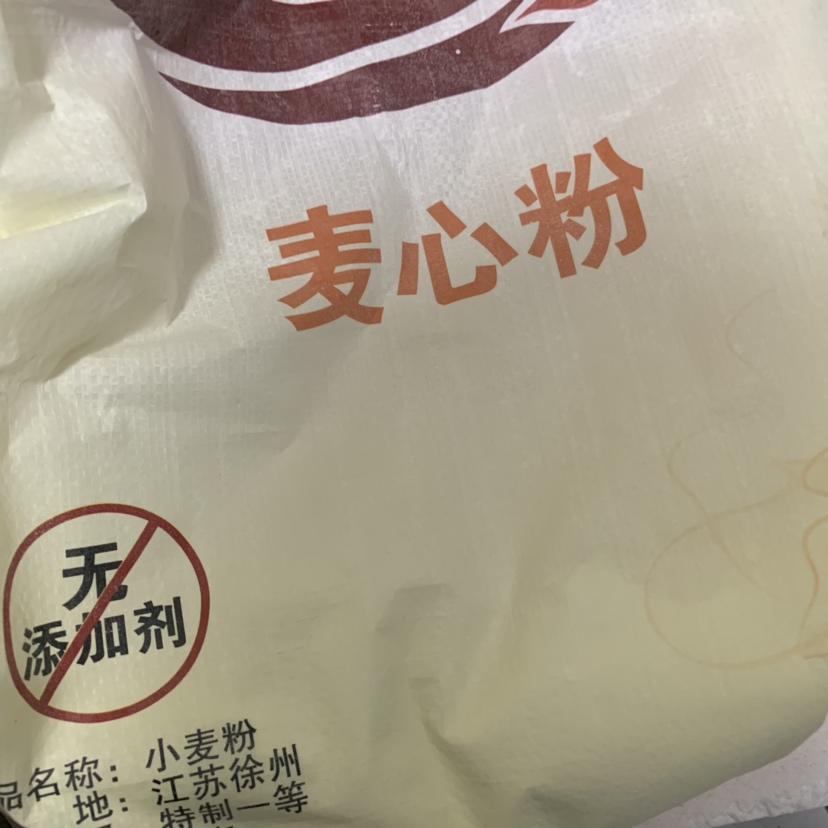 麦心粉
无
添加剂
品名称：小麦粉
地：江苏徐州
特制一等